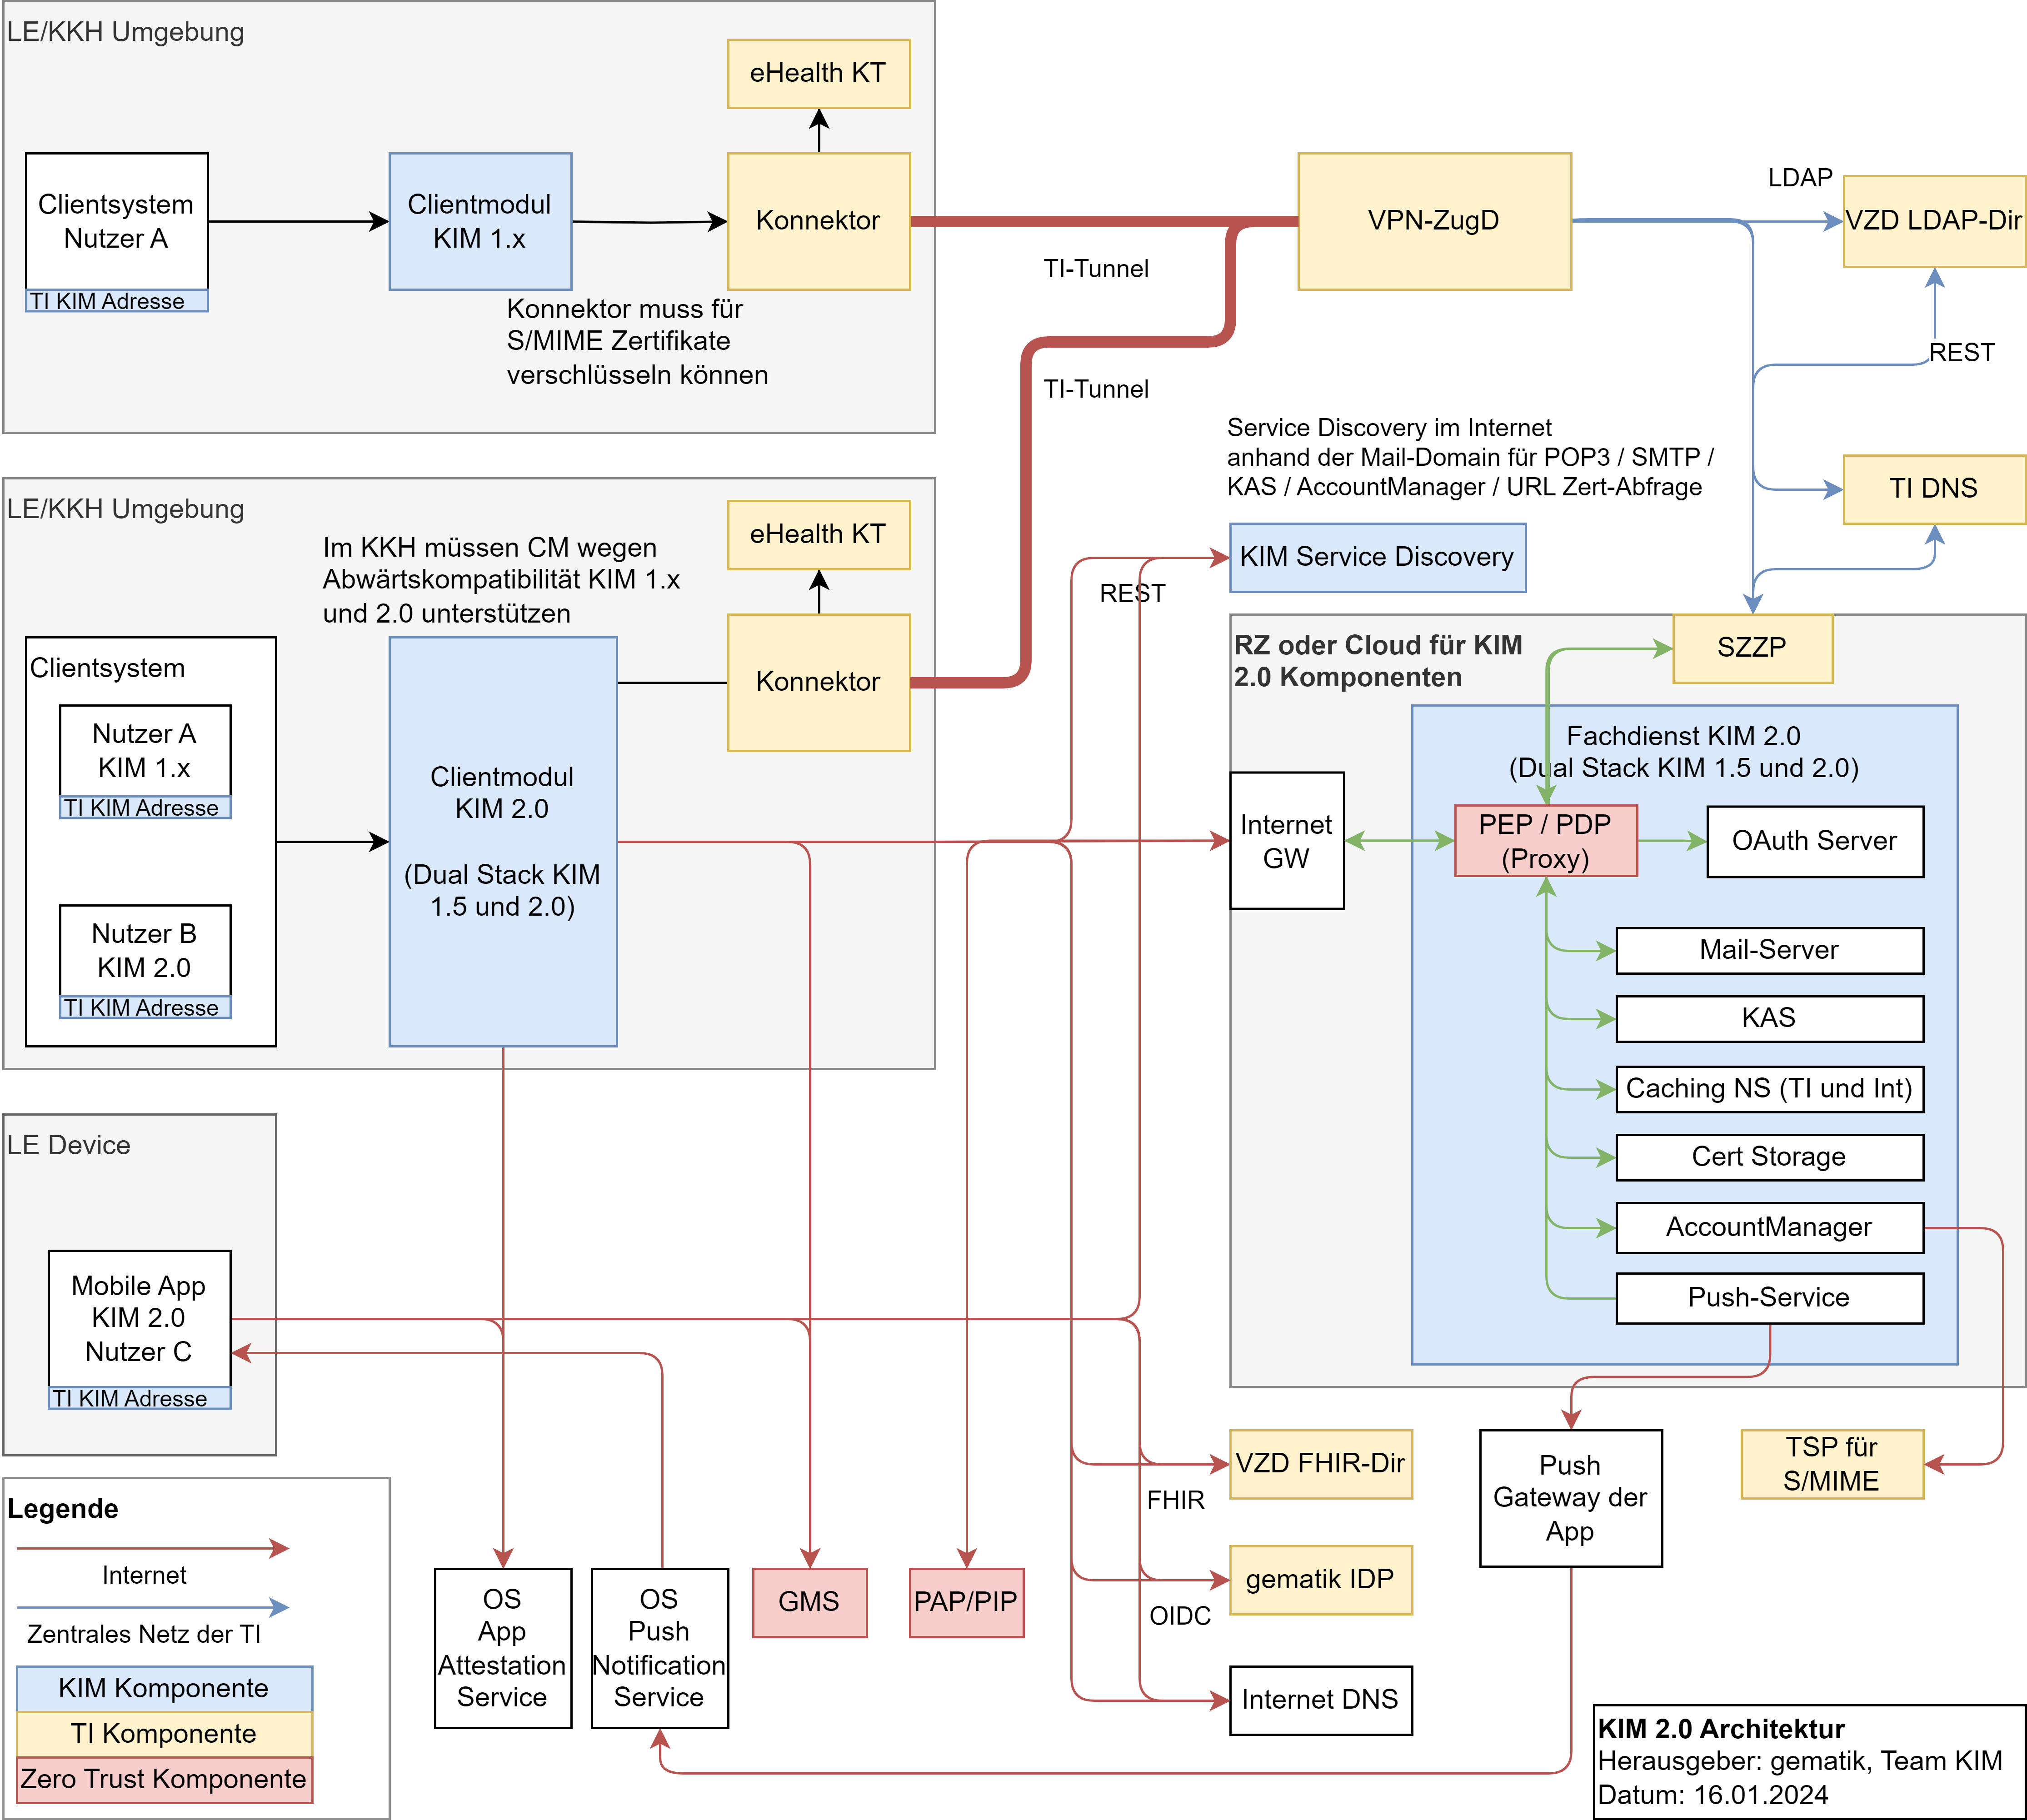 LE/KKH Umgebung
eHealth KT
Clientsystem
Nutzer A
TI KIM Adresse
Clientmodul
KIM 1.x
Konnektor
Konnektor muss für
S/MIME Zertifikate
verschlüsseln können
TI-Tunnel
TI-Tunnel
VPN-ZugD
LDAP
VZD LDAP-Dir
REST
TI DNS
Service Discovery im Internet
anhand der Mail-Domain für POP3 / SMTP /
KAS / AccountManager / URL Zert-Abfrage
KIM Service Discovery
REST
LE/KKH Umgebung
Im KKH müssen CM wegen
Abwärtskompatibilität KIM 1.x
und 2.0 unterstützen
eHealth KT
Konnektor
Clientsystem
Nutzer A
KIM 1.x
TI KIM Adresse
Nutzer B
KIM 2.0
TI KIM Adresse
Clientmodul
KIM 2.0
(Dual Stack KIM
1.5 und 2.0)
RZ oder Cloud für KIM
2.0 Komponenten
SZZP
Fachdienst KIM 2.0
(Dual Stack KIM 1.5 und 2.0)
Internet
GW
PEP / PDP
(Proxy)
OAuth Server
Mail-Server
KAS
Caching NS (TI und Int)
Cert Storage
AccountManager
Push-Service
LE Device
Mobile App
KIM 2.0
Nutzer C
TI KIM Adresse
VZD FHIR-Dir
FHIR
gematik IDP
OIDC
Internet DNS
Push
Gateway der
App
TSP für
S/MIME
OS
App
Attestation
Service
OS
Push
Notification
Service
GMS
PAP/PIP
Legende
Internet
Zentrales Netz der TI
KIM Komponente
TI Komponente
Zero Trust Komponente
KIM 2.0 Architektur
Herausgeber: gematik, Team KIM
Datum: 16.01.2024